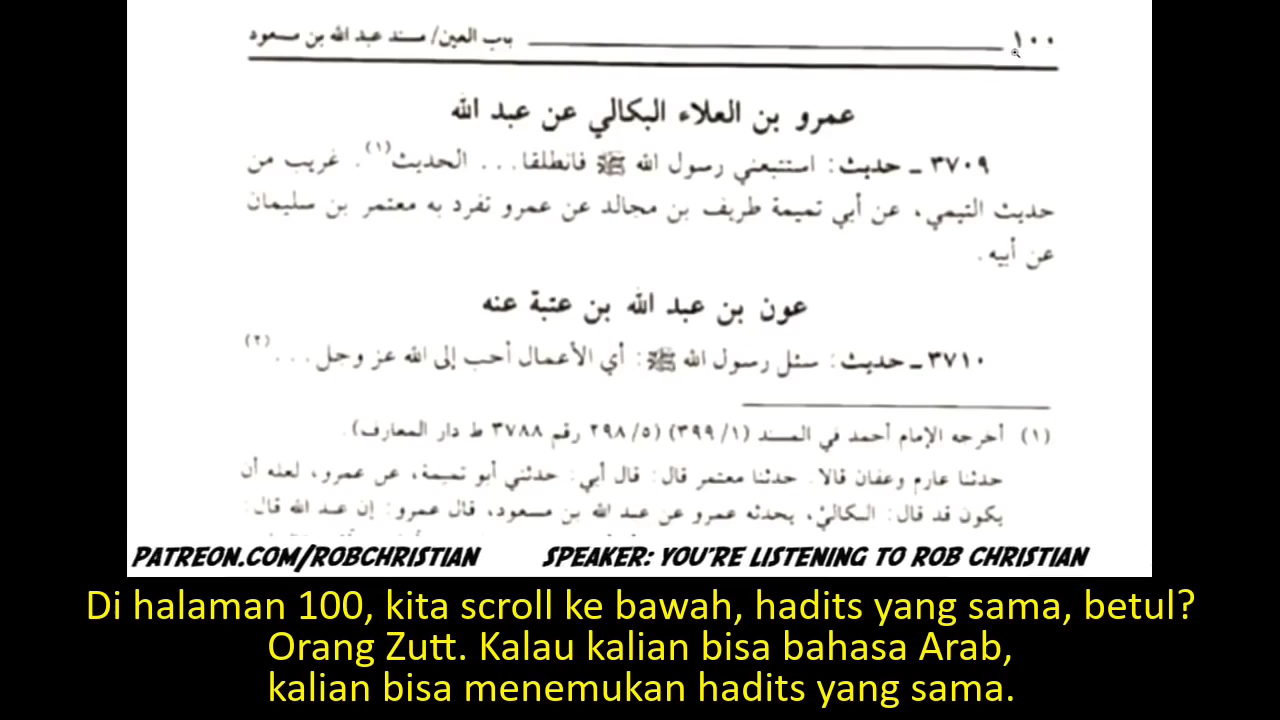 ١٠٠ باب العين/ مسند عبد الله بن مسعود
عمرو بن العلاء البكالي عن عبد الله
٣٧٠٩ ـ حديث: استتبعني رسول الله ﷺ فانطلقا... الحديث(١). غريب من
حديث التيمي، عن أبي تميمة طريف بن مجالد عن عمرو تفرد به معتمر بن سليمان
عن أبيه.
عون بن عبد الله بن عتبة عنه
٣٧١٠ ـ حديث: سئل رسول الله ﷺ: أي الأعمال أحب إلى الله عز وجل...(٢)
(١) أخرجه الإمام أحمد في المسند (٣٩٩/١) (٢٩٨/٥ رقم ٣٧٨٨ ط دار المعارف).
حدثنا عارم وعفان قالا: حدثنا معتمر قال: قال أبي: حدثني أبو تميمة، عن عمرو، لعله أن
يكون قد قال: البكالي، يحدثه عمرو عن عبد الله بن مسعود، قال عمرو: إن عبد الله قال:
PATREON.COM/ROBCHRISTIAN SPEAKER: YOU'RE LISTENING TO ROB CHRISTIAN
Di halaman 100, kita scroll ke bawah, hadits yang sama, betul?
Orang Zutt. Kalau kalian bisa bahasa Arab,
kalian bisa menemukan hadits yang sama.